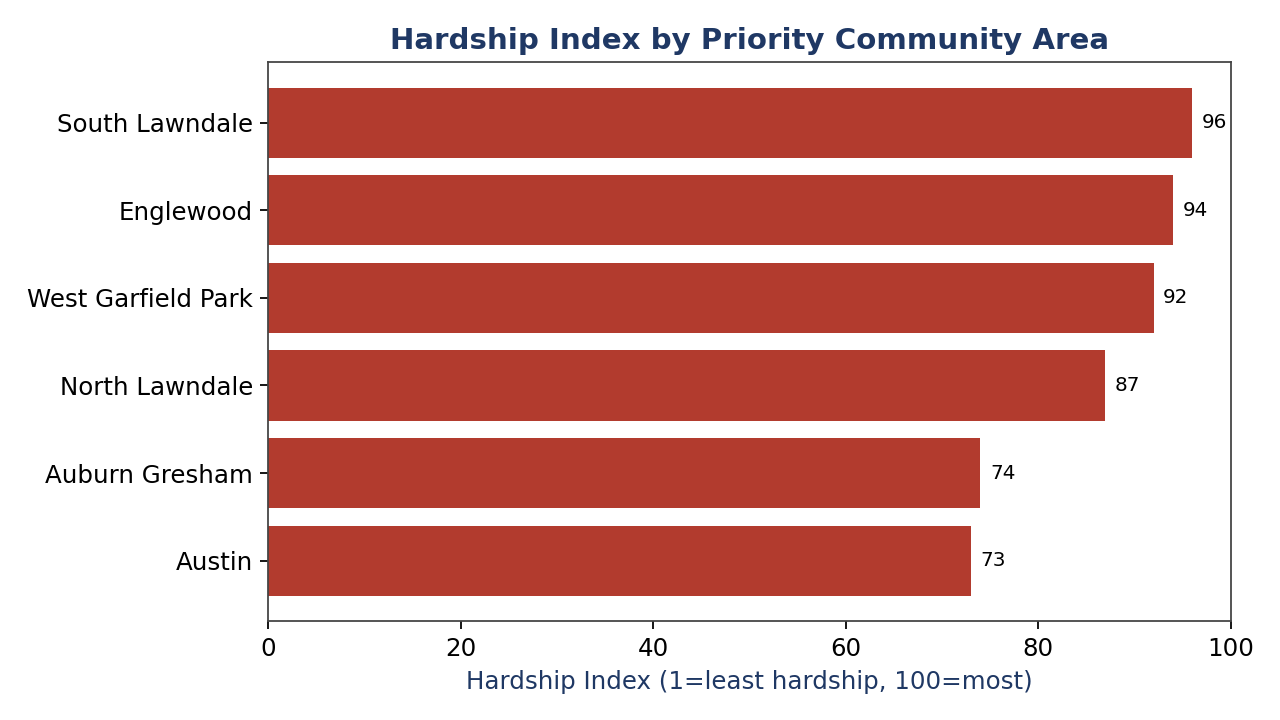 Hardship Index by Priority Community Area
South Lawndale
96
Englewood
94
West Garfield Park
92
North Lawndale
87
Auburn Gresham
74
Austin
73
0 20 40 60 80 100
Hardship Index (1=least hardship, 100=most)